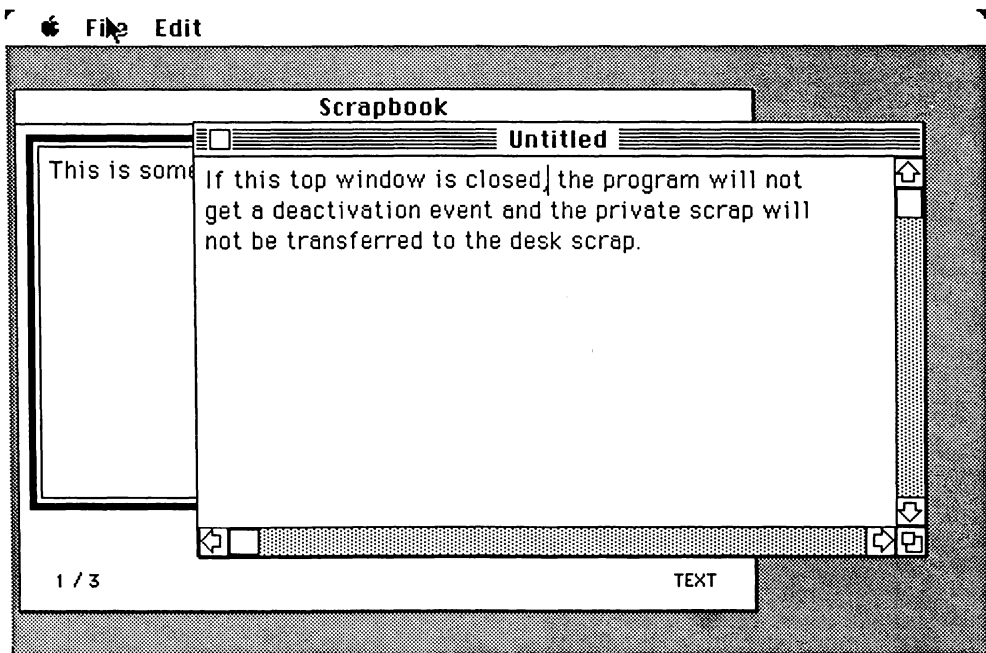 File Edit
Scrapbook
Untitled
This is some
If this top window is closed, the program will not
get a deactivation event and the private scrap will
not be transferred to the desk scrap.
1 / 3
TEXT